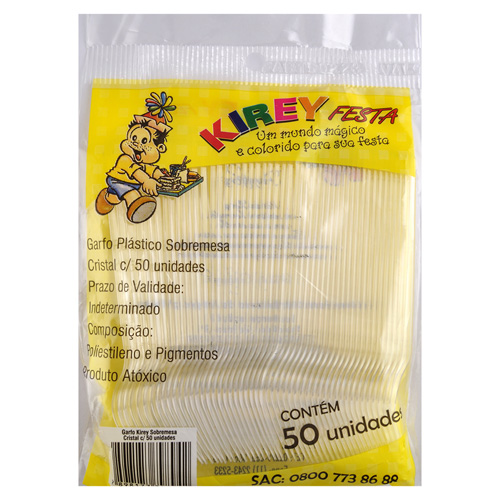 KIREY FESTA
Um mundo mágico
e colorido para sua festa
Garfo Plástico Sobremesa
Cristal c/ 50 unidades
Prazo de Validade:
Indeterminado
Composição:
Poliestileno e Pigmentos
Produto Atóxico
CONTÉM
50 unidades
Garfo Kirey Sobremesa
Cristal c/ 50 unidades
SAC: 0800 773 86 88